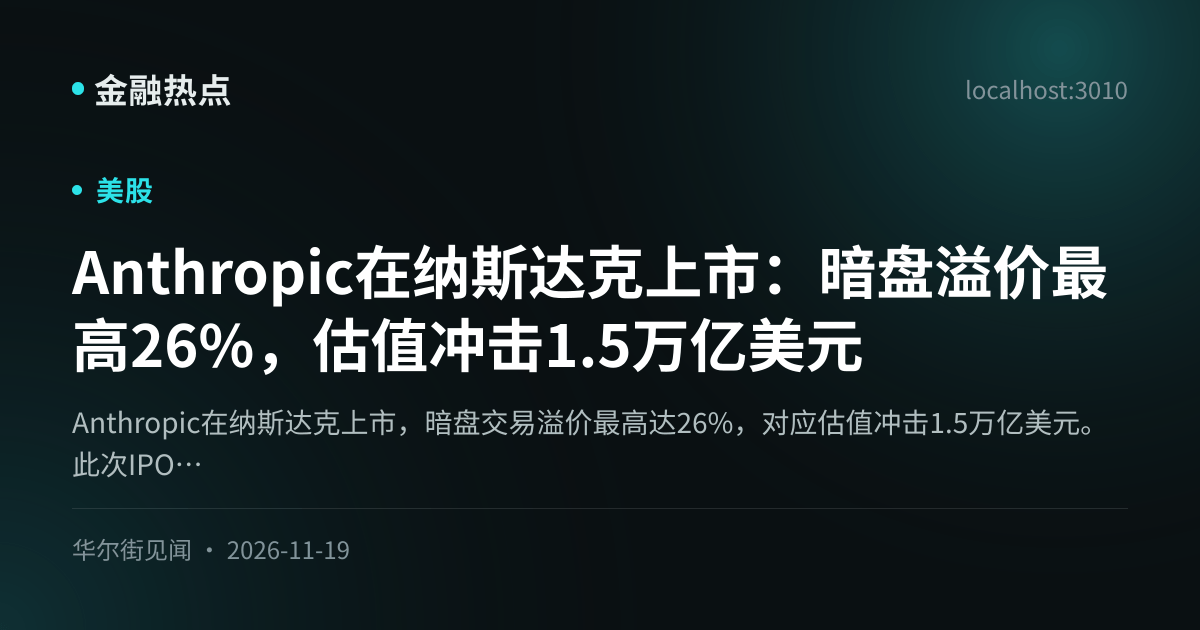 金融热点
localhost:3010
美股
Anthropic在纳斯达克上市：暗盘溢价最
高26%，估值冲击1.5万亿美元
Anthropic在纳斯达克上市，暗盘交易溢价最高达26%，对应估值冲击1.5万亿美元。
此次IPO…
华尔街见闻 · 2026-11-19